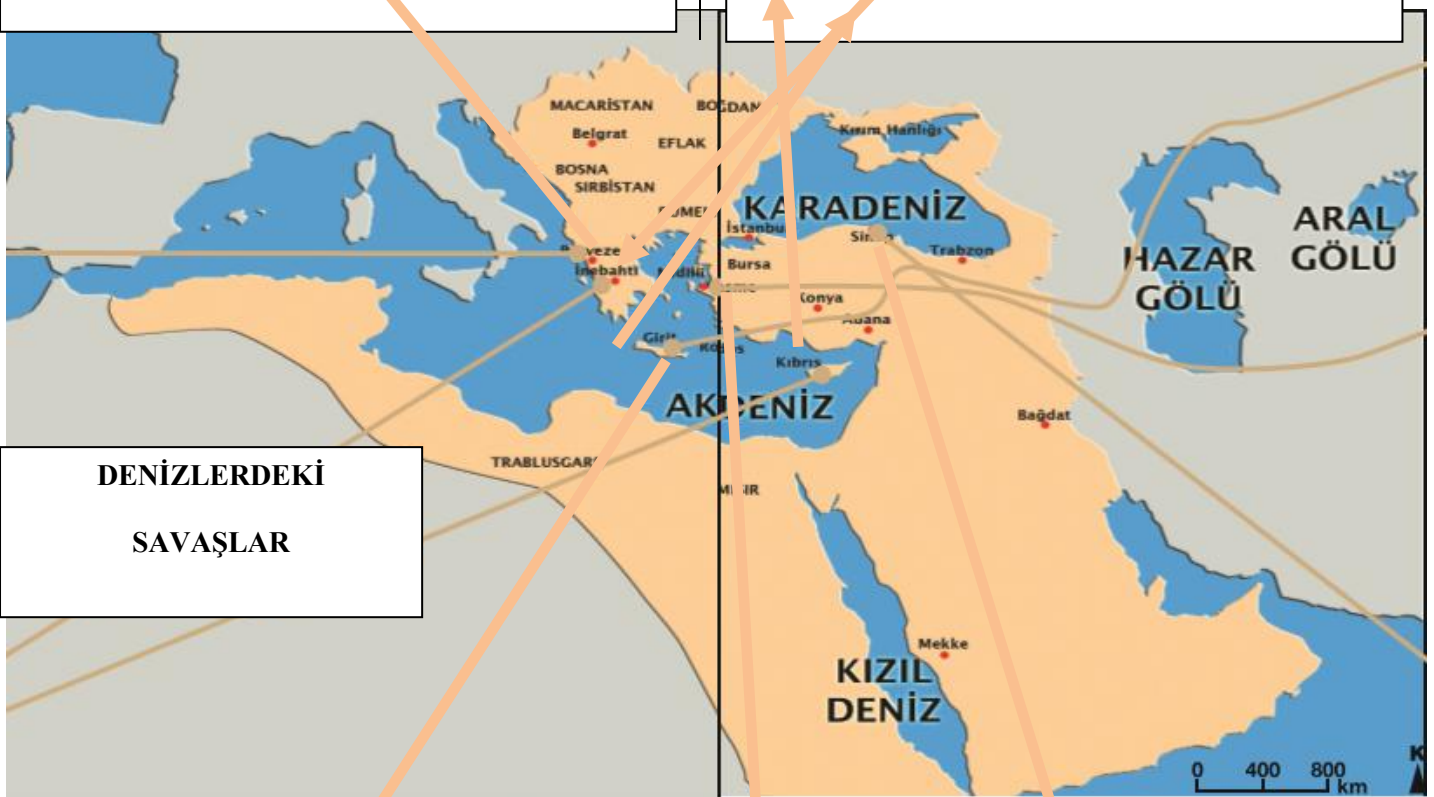 MACARİSTAN
BOĞDAN
Belgrat
EFLAK
Kırım Hanlığı
BOSNA
SIRBİSTAN
KARADENİZ
ARAL
GÖLÜ
İstanbul
Trabzon
HAZAR
GÖLÜ
İnebahtı
Bursa
Konya
Adana
Girit
Kıbrıs
AKDENİZ
Bağdat
TRABLUSGARP
MISIR
DENİZLERDEKİ
SAVAŞLAR
Mekke
KIZIL
DENİZ
0 400 800
km
K